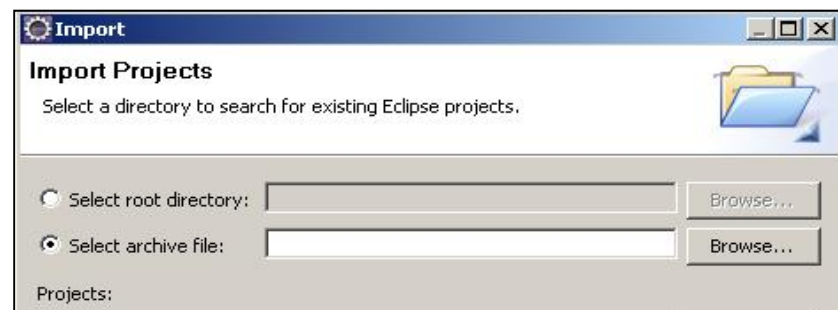 Import
Import Projects
Select a directory to search for existing Eclipse projects.
Select root directory: Browse...
Select archive file: Browse...
Projects: